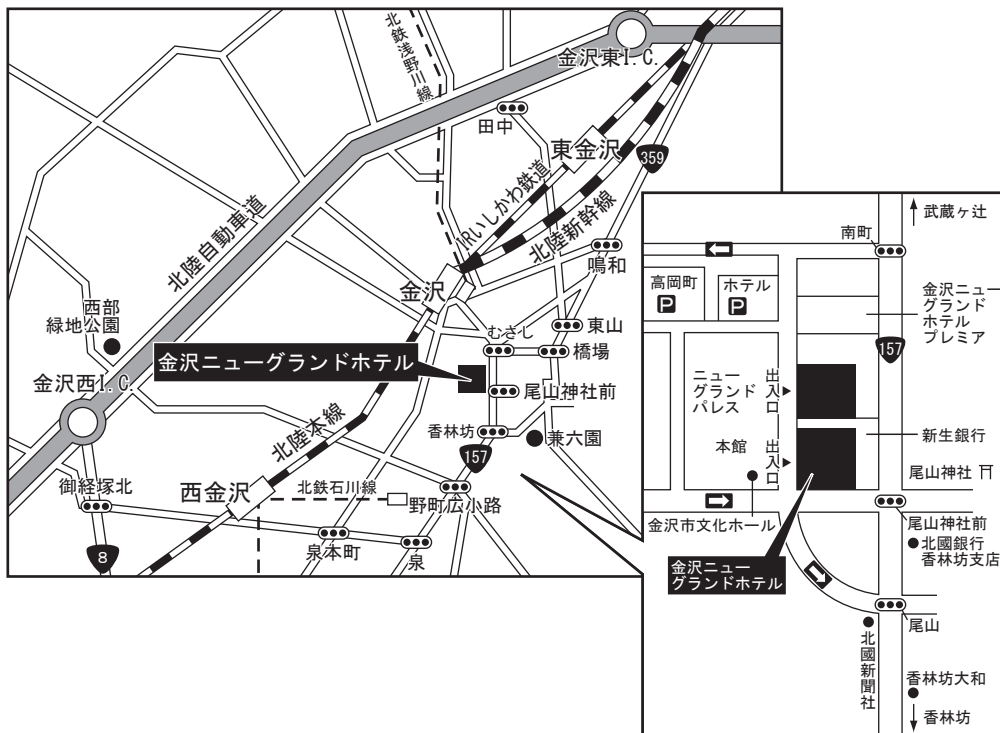 北鉄浅野川線
金沢東I.C.
田中
東金沢
359
IRいしかわ鉄道
北陸新幹線
北陸自動車道
鳴和
金沢
西部
緑地公園
むさし
東山
橋場
金沢ニューグランドホテル
金沢西I.C.
尾山神社前
香林坊
兼六園
北陸本線
157
御経塚北
西金沢
北鉄石川線
野町広小路
8
泉本町
泉
武蔵ヶ辻
南町
高岡町
P
ホテル
P
金沢ニュー
グランド
ホテル
プレミア
157
ニュー
グランド
パレス
出入口
本館
出入口
新生銀行
尾山神社
金沢市文化ホール
尾山神社前
北國銀行
香林坊支店
金沢ニュー
グランドホテル
尾山
北國新聞社
香林坊大和
香林坊